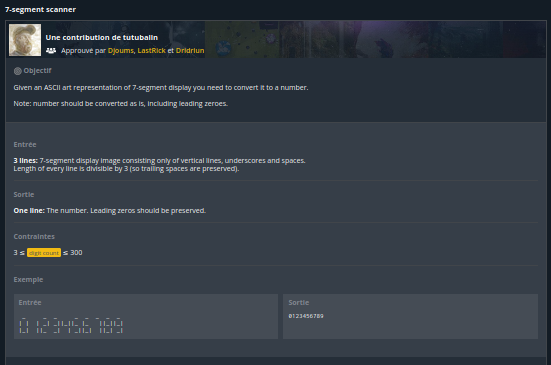 7-segment scanner
Une contribution de tutubalin
Approuvé par Djoums, LastRick et Dridriun
Objectif
Given an ASCII art representation of 7-segment display you need to convert it to a number.
Note: number should be converted as is, including leading zeroes.
Entrée
3 lines: 7-segment display image consisting only of vertical lines, underscores and spaces.
Length of every line is divisible by 3 (so trailing spaces are preserved).
Sortie
One line: The number. Leading zeros should be preserved.
Contraintes
3 ≤ digit count ≤ 300
Exemple
Entrée
 _     _  _     _  _  _  _  _ 
| |  | _| _||_||_ |_   ||_||_|
|_|  ||_  _|  | _||_|  ||_| _|
Sortie
0123456789